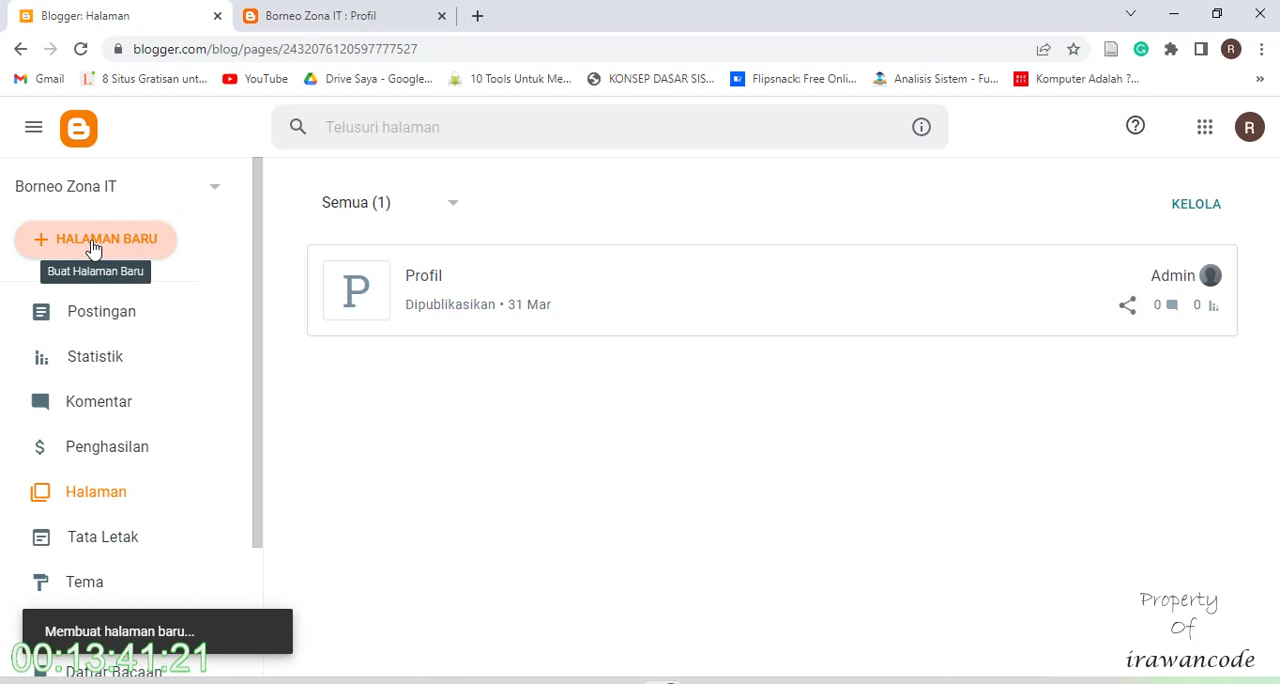 Blogger: Halaman
Borneo Zona IT : Profil
blogger.com/blog/pages/2432076120597777527
R
Gmail
8 Situs Gratisan unt...
YouTube
Drive Saya - Google...
10 Tools Untuk Me...
KONSEP DASAR SIS...
Flipsnack: Free Onli...
Analisis Sistem - Fu...
Komputer Adalah ?...
»
Telusuri halaman
R
Borneo Zona IT
Semua (1)
KELOLA
+ HALAMAN BARU
Buat Halaman Baru
P
Profil
Admin
Dipublikasikan • 31 Mar
0
0
Postingan
Statistik
Komentar
$ Penghasilan
Halaman
Tata Letak
Tema
Membuat halaman baru...
00:13:41:21
Daftar Bacaan
Property
Of
irawancode